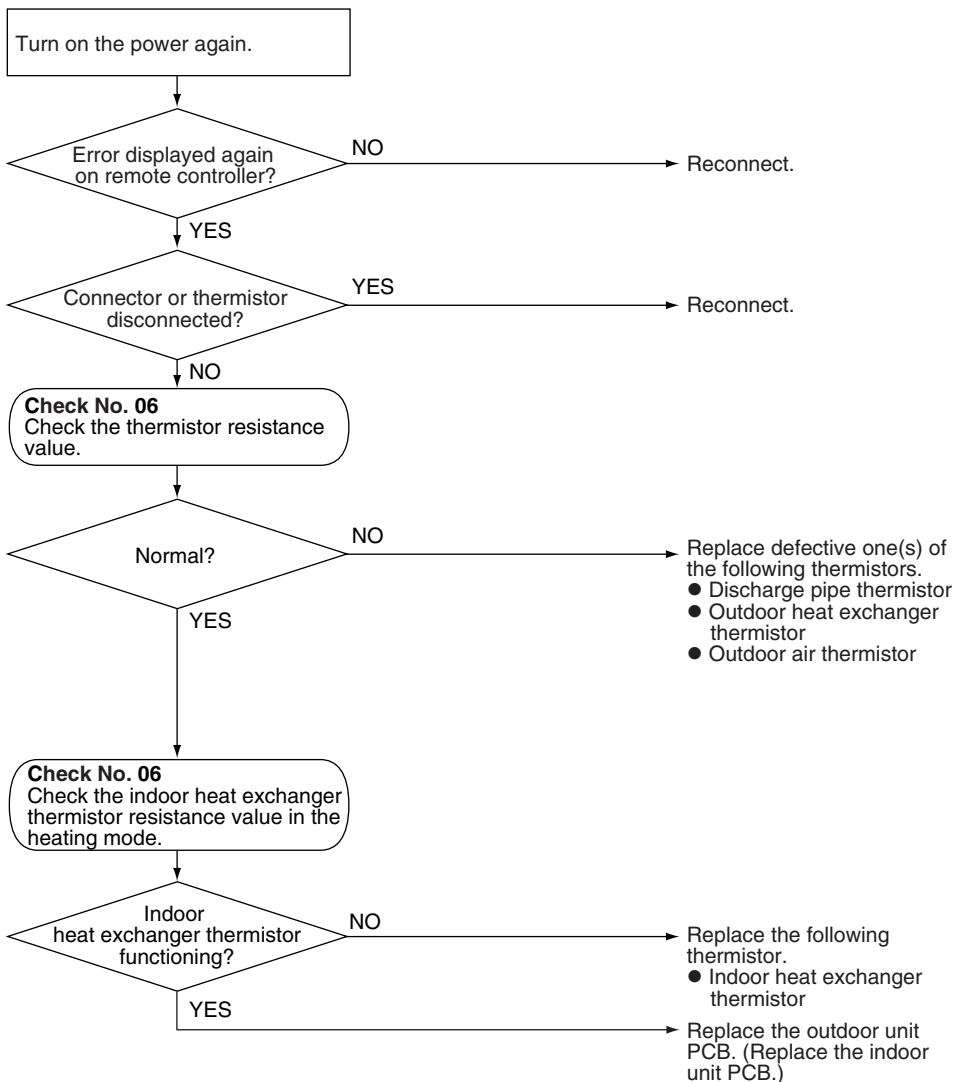 Turn on the power again.
Error displayed again
on remote controller?
NO
Reconnect.
YES
Connector or thermistor
disconnected?
YES
Reconnect.
NO
Check No. 06
Check the thermistor resistance
value.
Normal?
NO
Replace defective one(s) of
the following thermistors.
● Discharge pipe thermistor
● Outdoor heat exchanger
thermistor
● Outdoor air thermistor
YES
Check No. 06
Check the indoor heat exchanger
thermistor resistance value in the
heating mode.
Indoor
heat exchanger thermistor
functioning?
NO
Replace the following
thermistor.
● Indoor heat exchanger
thermistor
YES
Replace the outdoor unit
PCB. (Replace the indoor
unit PCB.)